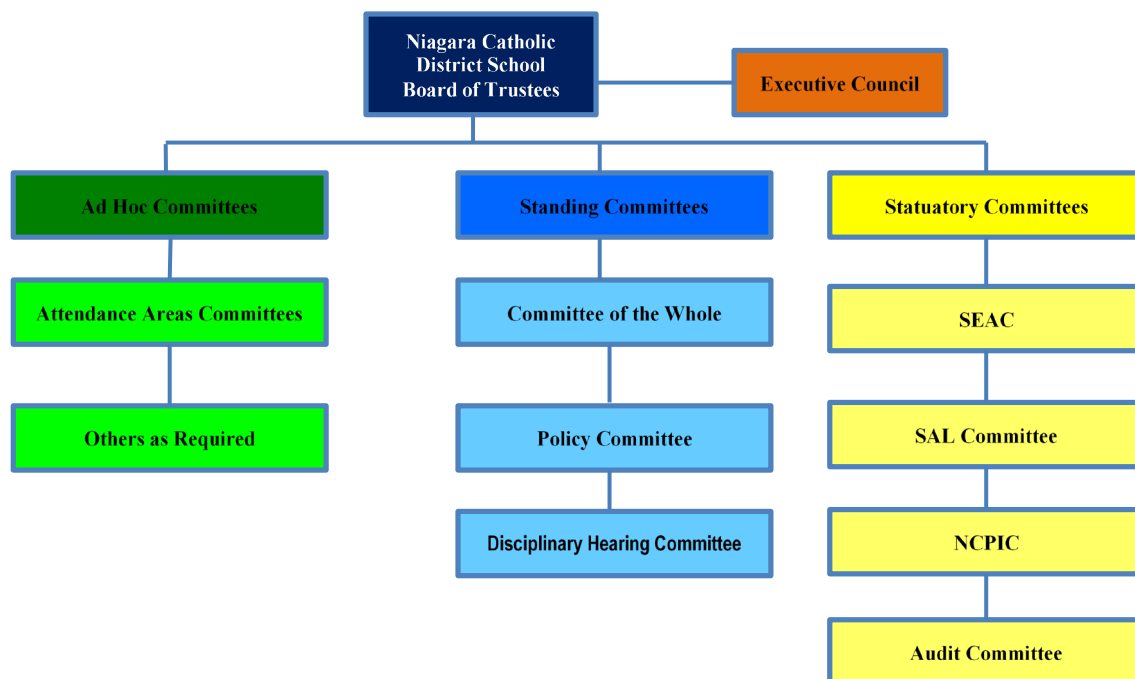 Niagara Catholic
District School
Board of Trustees
Executive Council
Ad Hoc Committees
Standing Committees
Statuatory Committees
Attendance Areas Committees
Committee of the Whole
SEAC
Others as Required
Policy Committee
SAL Committee
Disciplinary Hearing Committee
NCPIC
Audit Committee